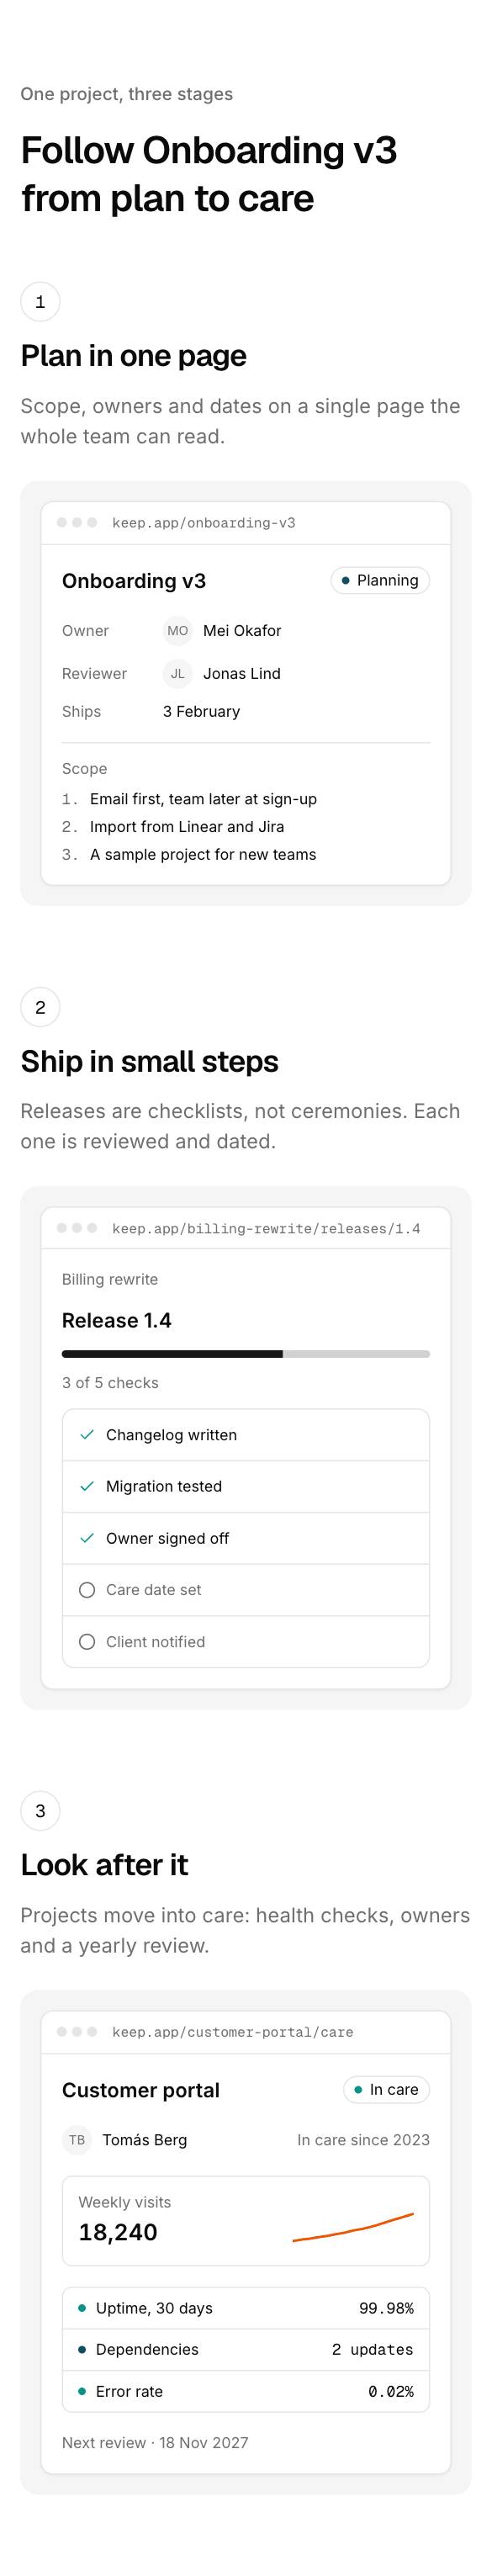 One project, three stages
Follow Onboarding v3
from plan to care
1
Plan in one page
Scope, owners and dates on a single page the
whole team can read.
keep.app/onboarding-v3
Onboarding v3
Planning
Owner MO Mei Okafor
Reviewer JL Jonas Lind
Ships 3 February
Scope
1. Email first, team later at sign-up
2. Import from Linear and Jira
3. A sample project for new teams
2
Ship in small steps
Releases are checklists, not ceremonies. Each
one is reviewed and dated.
keep.app/billing-rewrite/releases/1.4
Billing rewrite
Release 1.4
3 of 5 checks
Changelog written
Migration tested
Owner signed off
Care date set
Client notified
3
Look after it
Projects move into care: health checks, owners
and a yearly review.
keep.app/customer-portal/care
Customer portal
In care
TB Tomás Berg In care since 2023
Weekly visits
18,240
Uptime, 30 days 99.98%
Dependencies 2 updates
Error rate 0.02%
Next review · 18 Nov 2027